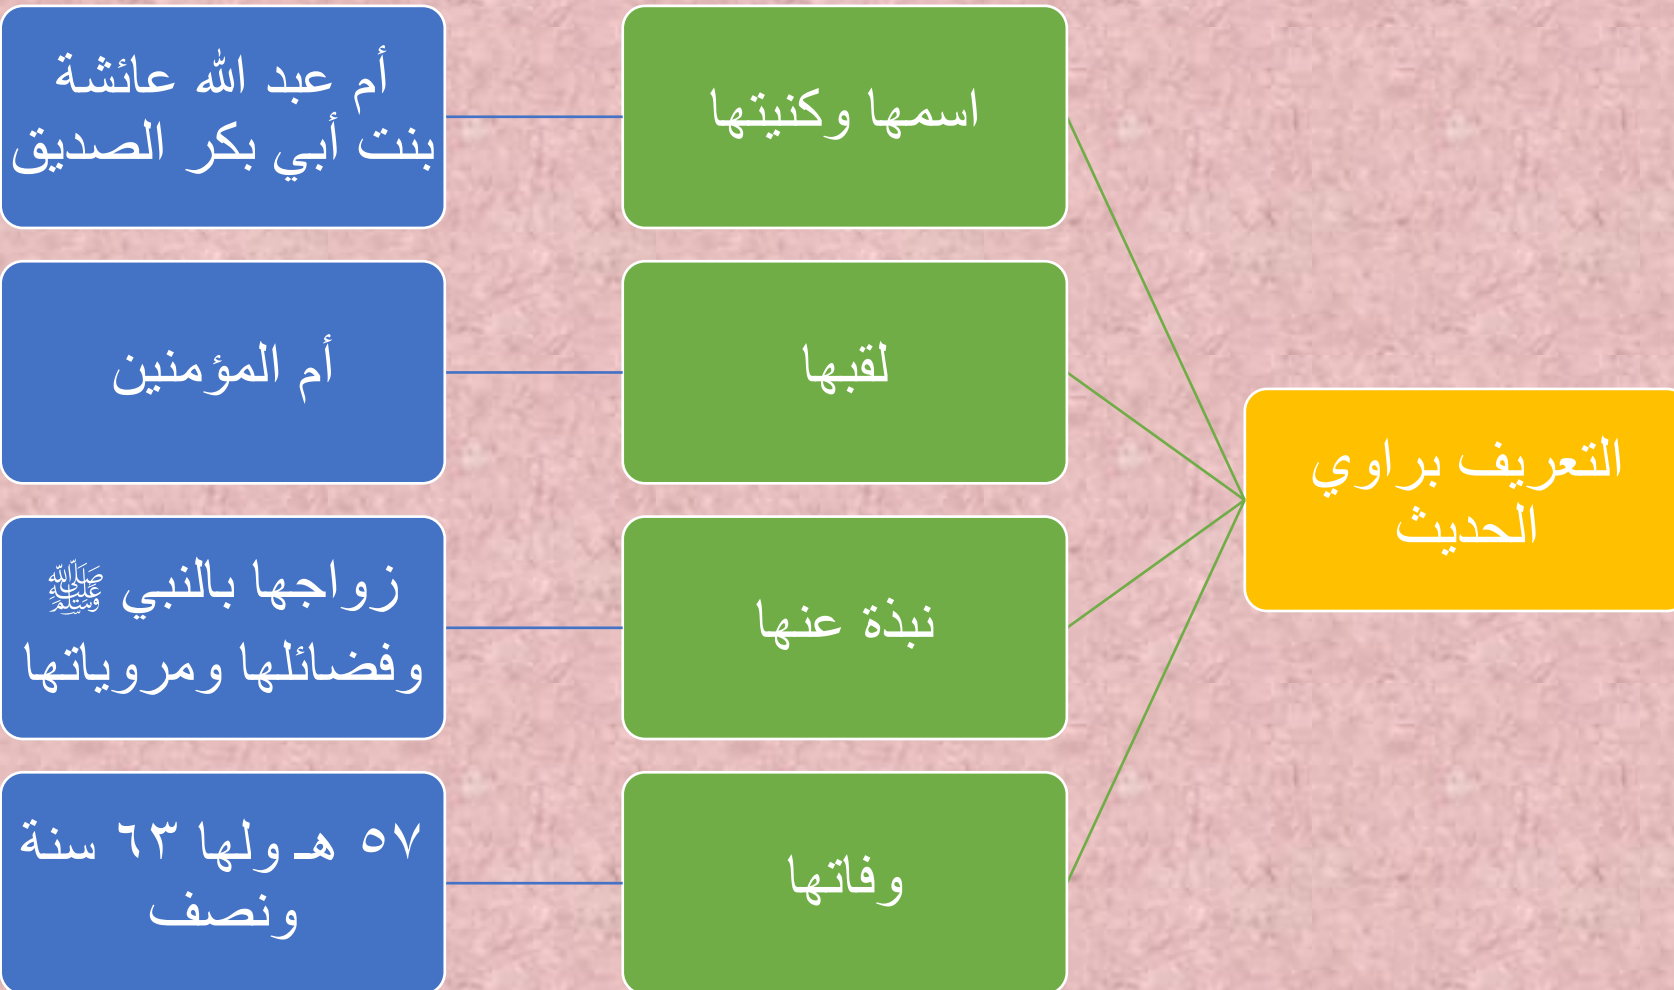 التعريف براوي
الحديث
اسمها وكنيتها
أم عبد الله عائشة
بنت أبي بكر الصديق
لقبها
أم المؤمنين
نبذة عنها
زواجها بالنبي ﷺ
وفضائلها ومروياتها
وفاتها
٥٧ هـ ولها ٦٣ سنة
ونصف